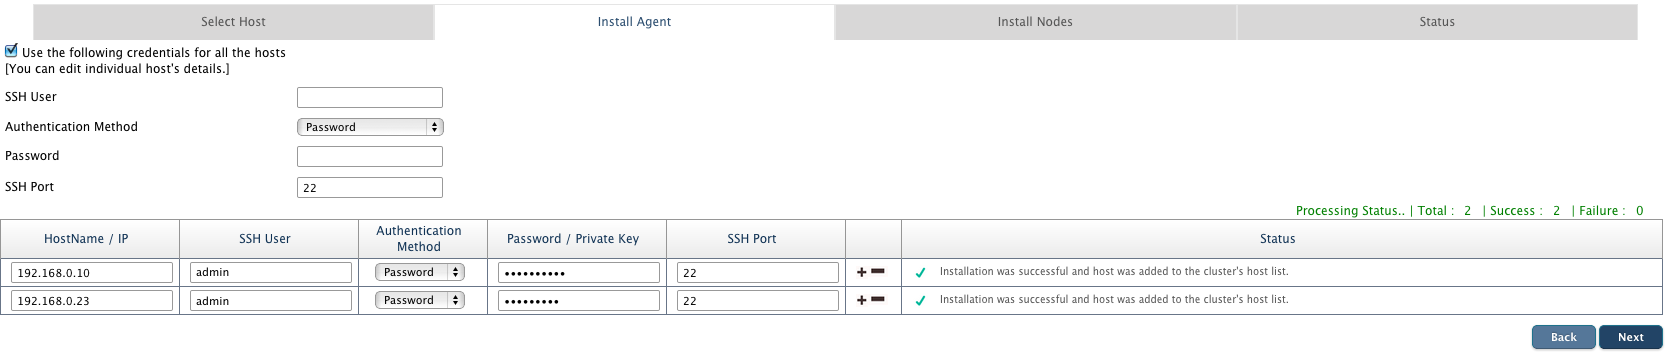 Select Host
Install Agent
Install Nodes
Status
Use the following credentials for all the hosts
[You can edit individual host's details.]
SSH User
Authentication Method
Password
Password
SSH Port
22
Processing Status.. | Total : 2 | Success : 2 | Failure : 0
HostName / IP
SSH User
Authentication
Method
Password / Private Key
SSH Port
Status
192.168.0.10
admin
Password
••••••••••
22
Installation was successful and host was added to the cluster's host list.
192.168.0.23
admin
Password
•••••••••
22
Installation was successful and host was added to the cluster's host list.
Back
Next